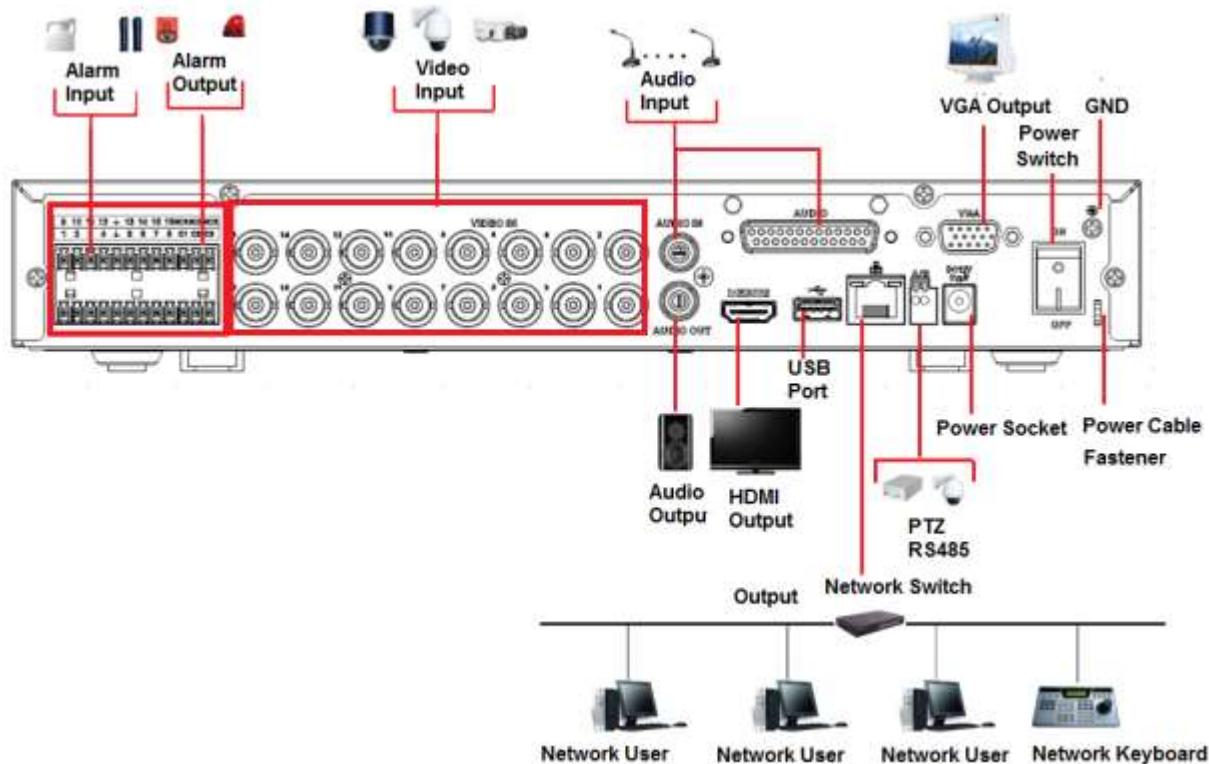 Alarm
Input
Alarm
Output
Video
Input
Audio
Input
VGA Output
GND
Power
Switch
VIDEO IN
AUDIO IN
AUDIO
VGA
OFF
AUDIO OUT
USB
Port
Power Socket
Power Cable
Fastener
Audio
Outpu
HDMI
Output
PTZ
RS485
Network Switch
Output
Network User
Network User
Network User
Network Keyboard